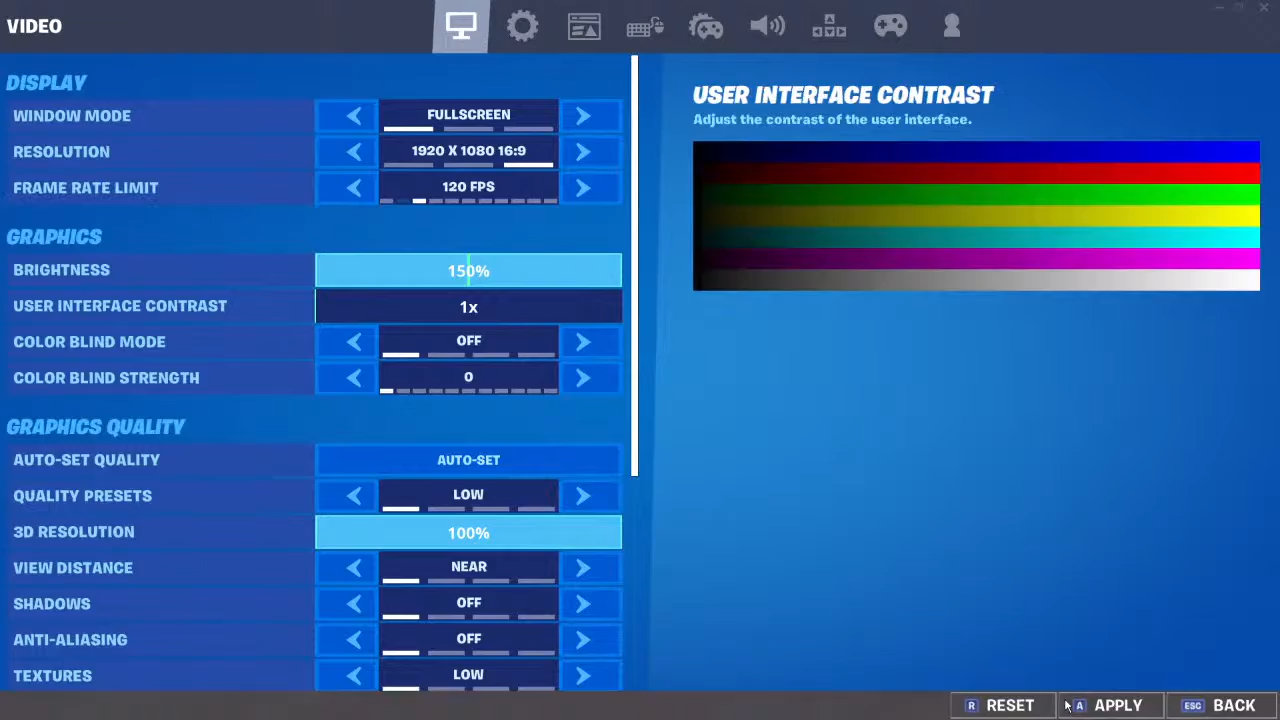 VIDEO
DISPLAY
WINDOW MODE FULLSCREEN
RESOLUTION 1920 X 1080 16:9
FRAME RATE LIMIT 120 FPS
GRAPHICS
BRIGHTNESS 150%
USER INTERFACE CONTRAST 1x
COLOR BLIND MODE OFF
COLOR BLIND STRENGTH 0
GRAPHICS QUALITY
AUTO-SET QUALITY AUTO-SET
QUALITY PRESETS LOW
3D RESOLUTION 100%
VIEW DISTANCE NEAR
SHADOWS OFF
ANTI-ALIASING OFF
TEXTURES LOW
USER INTERFACE CONTRAST
Adjust the contrast of the user interface.
R RESET A APPLY ESC BACK